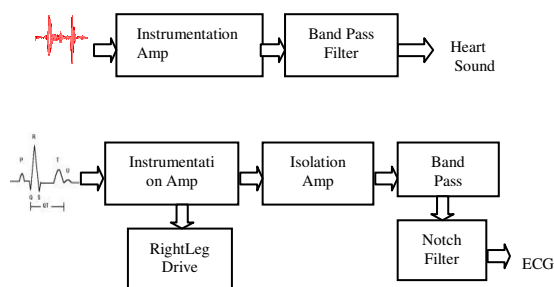 Instrumentation
Amp
Band Pass
Filter
Heart
Sound
R
P
T
U
Q S
QT
Instrumentati
on Amp
Isolation
Amp
Band
Pass
RightLeg
Drive
Notch
Filter
ECG